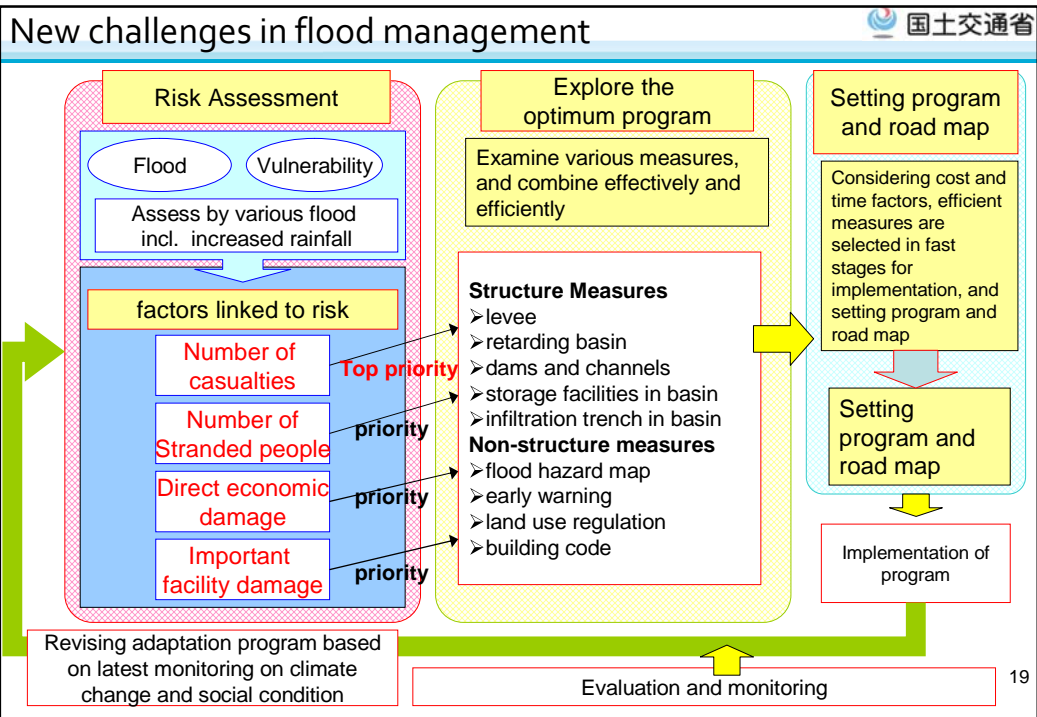 New challenges in flood management
国土交通省
Risk Assessment
Flood
Vulnerability
Assess by various flood
incl. increased rainfall
factors linked to risk
Number of
casualties
Top priority
Number of
Stranded people
priority
Direct economic
damage
priority
Important
facility damage
priority
Explore the
optimum program
Examine various measures,
and combine effectively and
efficiently
Structure Measures
➢levee
➢retarding basin
➢dams and channels
➢storage facilities in basin
➢infiltration trench in basin
Non-structure measures
➢flood hazard map
➢early warning
➢land use regulation
➢building code
Setting program
and road map
Considering cost and
time factors, efficient
measures are
selected in fast
stages for
implementation, and
setting program and
road map
Setting
program and
road map
Implementation of
program
Revising adaptation program based
on latest monitoring on climate
change and social condition
Evaluation and monitoring
19